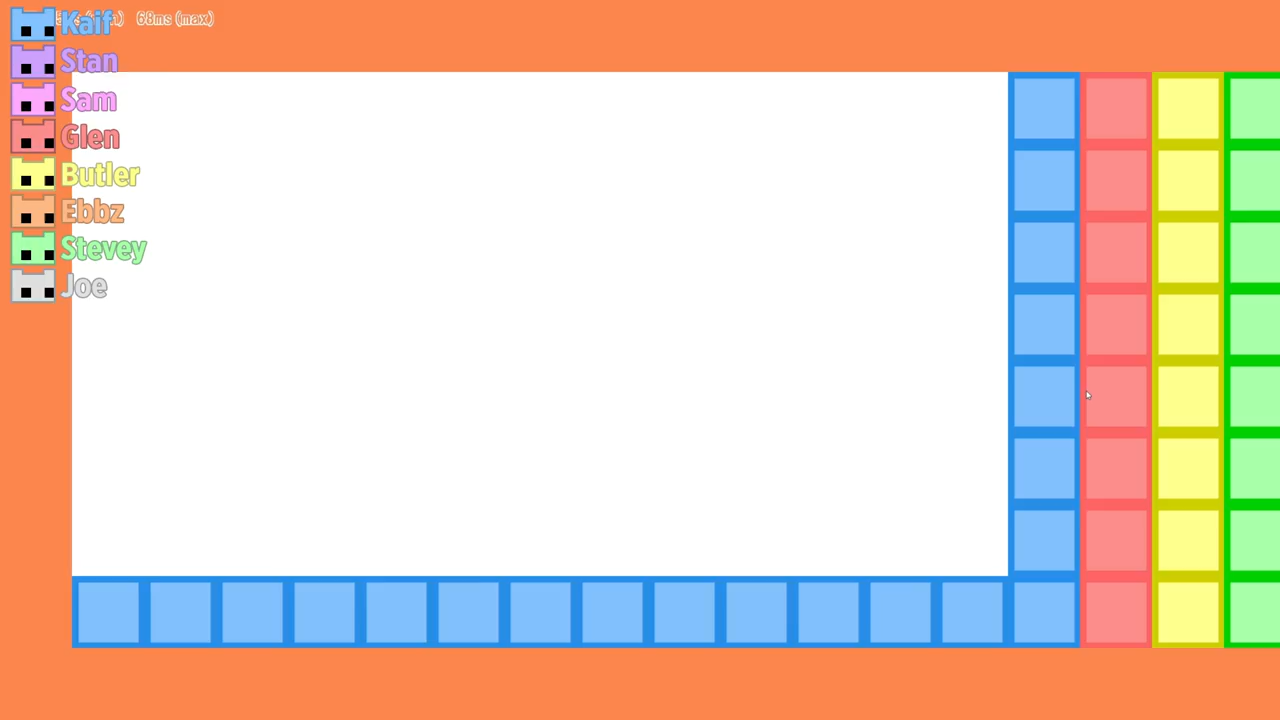 68ms(max)
Kaif
Stan
Sam
Glen
Butler
Ebbz
Stevey
Joe